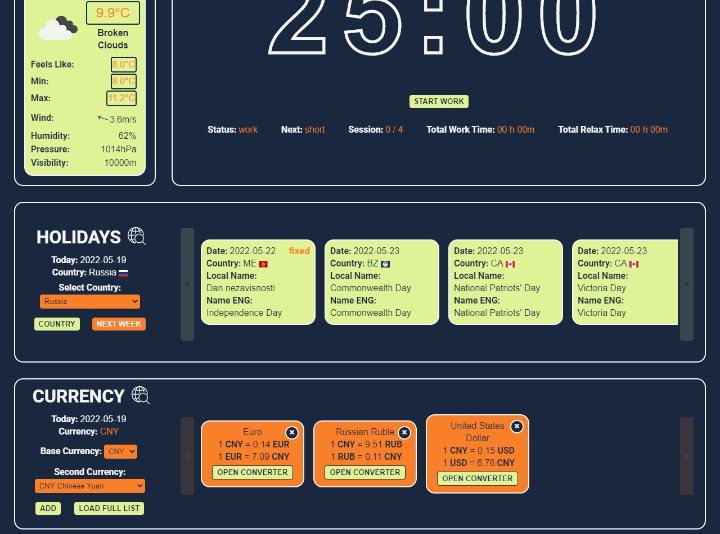 9.9°C
Broken
Clouds
Feels Like: 8.0°C
Min: 8.0°C
Max: 11.2°C
Wind: 3.6m/s
Humidity: 62%
Pressure: 1014hPa
Visibility: 10000m
25:00
START WORK
Status: work Next: short Session: 0 / 4 Total Work Time: 00 h 00m Total Relax Time: 00 h 00m
HOLIDAYS
Today: 2022-05-19
Country: Russia
Select Country:
Russia
COUNTRY NEXT WEEK
Date: 2022-05-22 fixed
Country: ME
Local Name:
Dan nezavisnosti
Name ENG:
Independence Day
Date: 2022-05-23
Country: BZ
Local Name:
Commonwealth Day
Name ENG:
Commonwealth Day
Date: 2022-05-23
Country: CA
Local Name:
National Patriots' Day
Name ENG:
National Patriots' Day
Date: 2022-05-23
Country: CA
Local Name:
Victoria Day
Name ENG:
Victoria Day
CURRENCY
Today: 2022-05-19
Currency: CNY
Base Currency: CNY
Second Currency:
CNY Chinese Yuan
ADD LOAD FULL LIST
Euro
1 CNY = 0.14 EUR
1 EUR = 7.09 CNY
OPEN CONVERTER
Russian Ruble
1 CNY = 9.51 RUB
1 RUB = 0.11 CNY
OPEN CONVERTER
United States
Dollar
1 CNY = 0.15 USD
1 USD = 6.76 CNY
OPEN CONVERTER